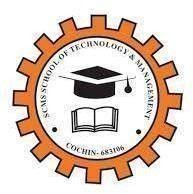 SCMS SCHOOL OF TECHNOLOGY & MANAGEMENT
COCHIN- 683106